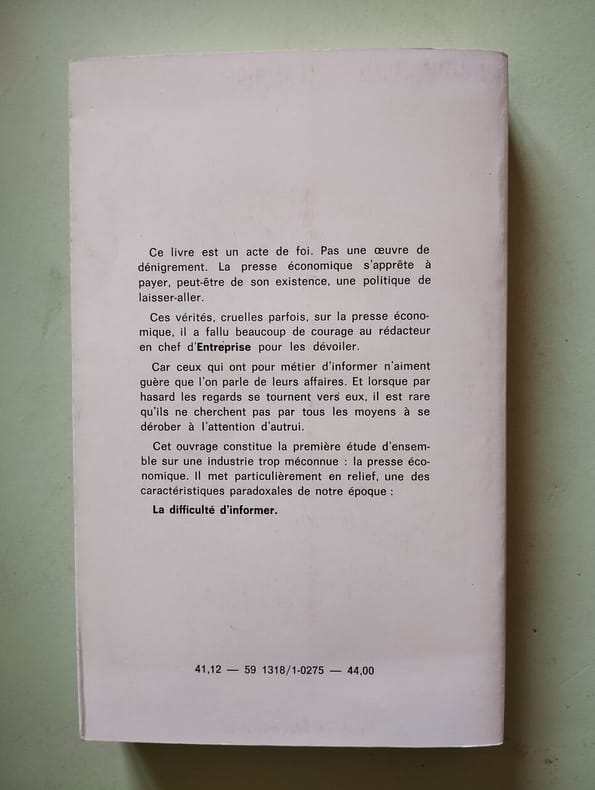 Ce livre est un acte de foi. Pas une œuvre de
dénigrement. La presse économique s'apprête à
payer, peut-être de son existence, une politique de
laisser-aller.
Ces vérités, cruelles parfois, sur la presse écono-
mique, il a fallu beaucoup de courage au rédacteur
en chef d'Entreprise pour les dévoiler.
Car ceux qui ont pour métier d'informer n'aiment
guère que l'on parle de leurs affaires. Et lorsque par
hasard les regards se tournent vers eux, il est rare
qu'ils ne cherchent pas par tous les moyens à se
dérober à l'attention d'autrui.
Cet ouvrage constitue la première étude d'ensem-
ble sur une industrie trop méconnue : la presse éco-
nomique. Il met particulièrement en relief, une des
caractéristiques paradoxales de notre époque :
La difficulté d'informer.
41,12 — 59 1318/1-0275 — 44,00